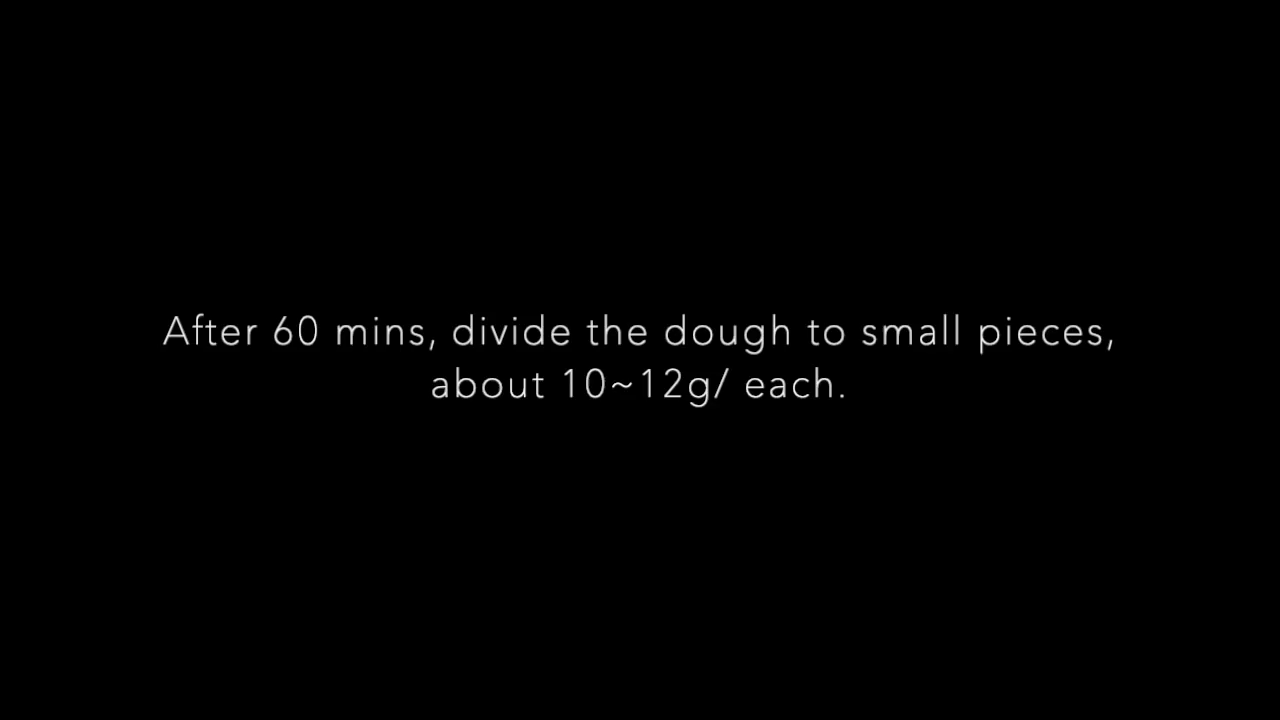 After 60 mins, divide the dough to small pieces,
about 10~12g/ each.